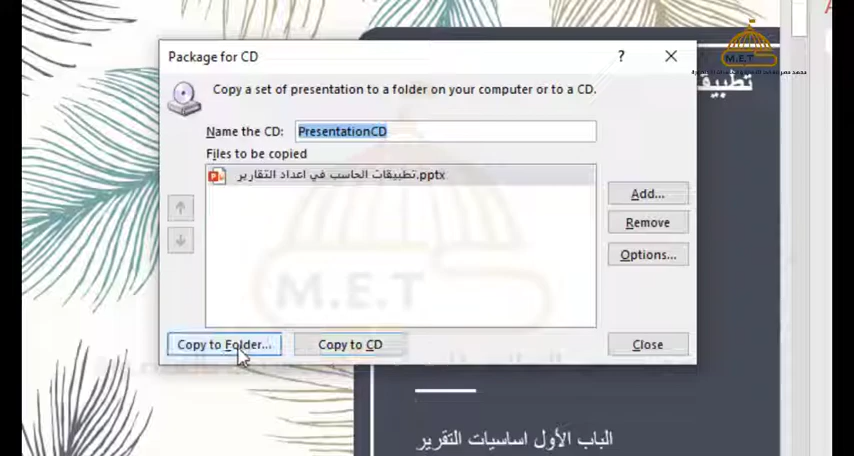 Package for CD
Copy a set of presentation to a folder on your computer or to a CD.
Name the CD: PresentationCD
Files to be copied
تطبيقات الحاسب في اعداد التقارير.pptx
Add...
Remove
Options...
Copy to Folder...
Copy to CD
Close
M.E.T
M.E.T
الباب الأول اساسيات التقرير